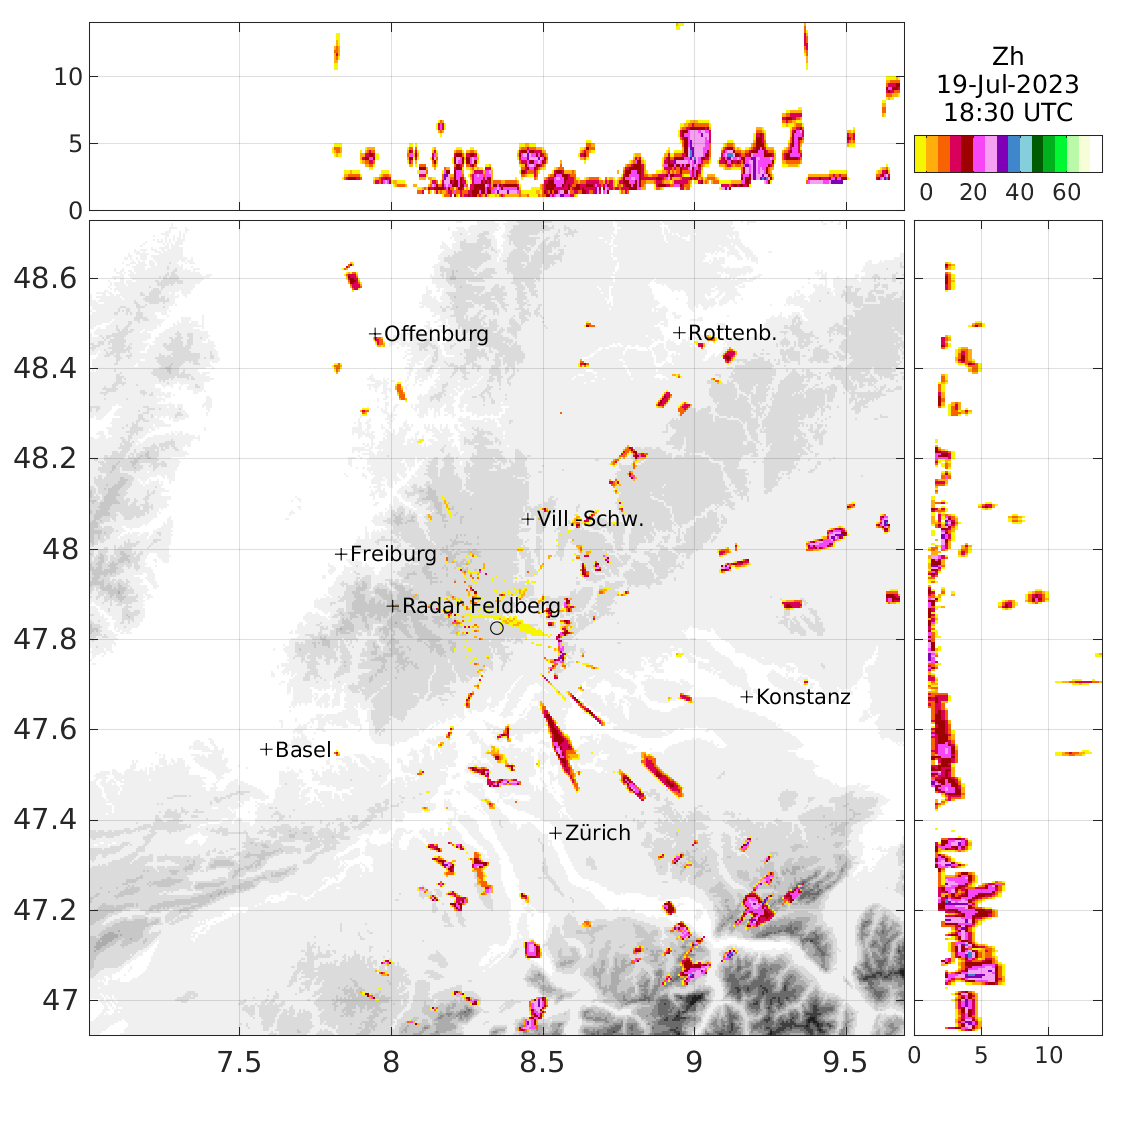 10
5
0
Zh
19-Jul-2023
18:30 UTC
0 20 40 60
48.6
48.4
48.2
48
47.8
47.6
47.4
47.2
47
+Offenburg
+Rottenb.
+Vill.-Schw.
+Freiburg
+Radar Feldberg
+Konstanz
+Basel
+Zürich
7.5 8 8.5 9 9.5
0 5 10